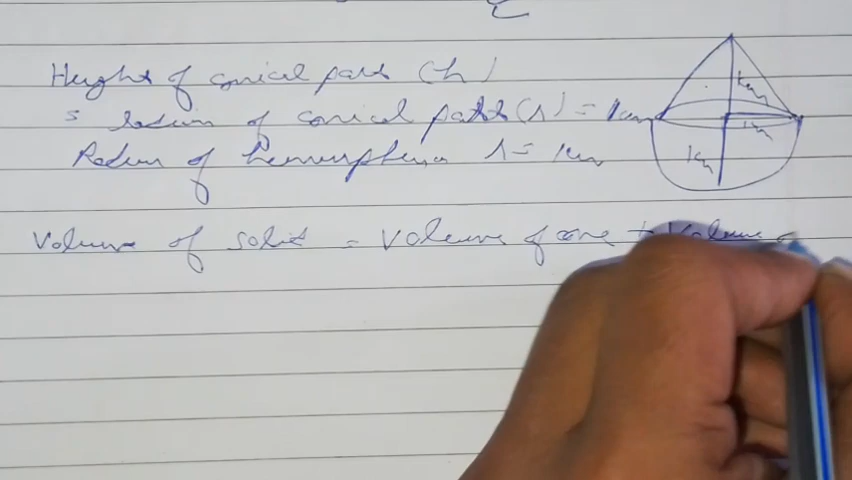 Height of conical part (h)
= radius of conical part (r) = 1cm
Radius of hemisphere r = 1cm
Volume of solid = Volume of cone + Volume o
1cm
1cm
1cm